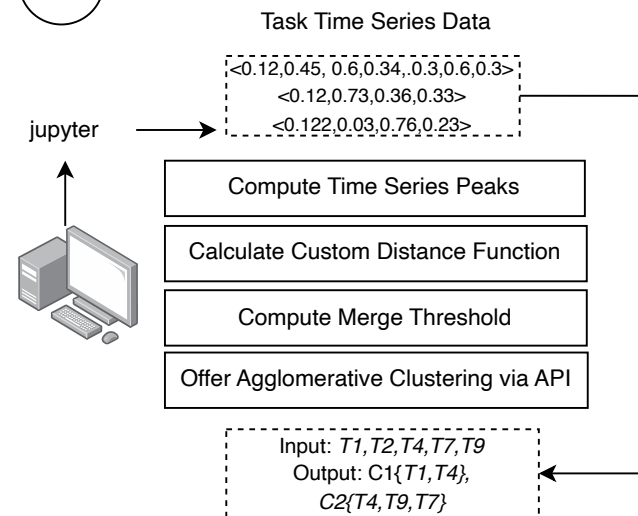 Task Time Series Data
<0.12,0.45, 0.6,0.34,.0.3,0.6,0.3>
<0.12,0.73,0.36,0.33>
<0.122,0.03,0.76,0.23>
jupyter
Compute Time Series Peaks
Calculate Custom Distance Function
Compute Merge Threshold
Offer Agglomerative Clustering via API
Input: T1,T2,T4,T7,T9
Output: C1{T1,T4},
C2{T4,T9,T7}